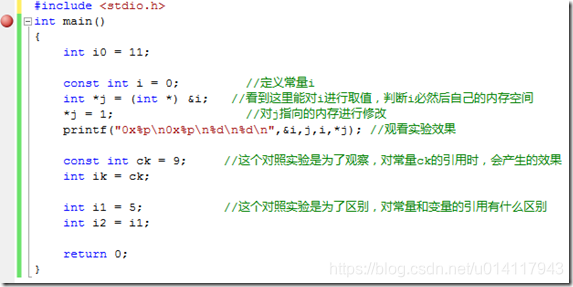 #include <stdio.h>
int main()
{
int i0 = 11;
const int i = 0; //定义常量i
int *j = (int *) &i; //看到这里能对i进行取值，判断i必然后自己的内存空间
*j = 1; //对j指向的内存进行修改
printf("0x%p\n0x%p\n%d\n%d\n",&i,j,i,*j); //观看实验效果
const int ck = 9; //这个对照实验是为了观察，对常量ck的引用时，会产生的效果
int ik = ck;
int i1 = 5; //这个对照实验是为了区别，对常量和变量的引用有什么区别
int i2 = i1;
return 0;
}
https://blog.csdn.net/u014117943